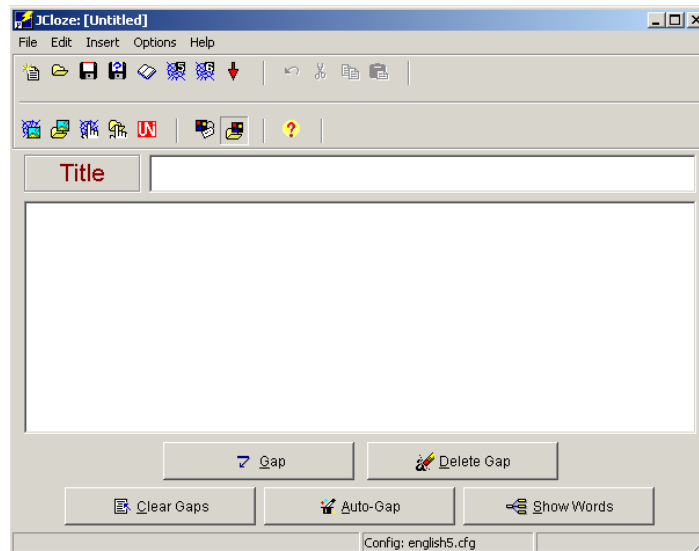 JCloze: [Untitled]
File Edit Insert Options Help
Title
Gap Delete Gap
Clear Gaps Auto-Gap Show Words
Config: english5.cfg